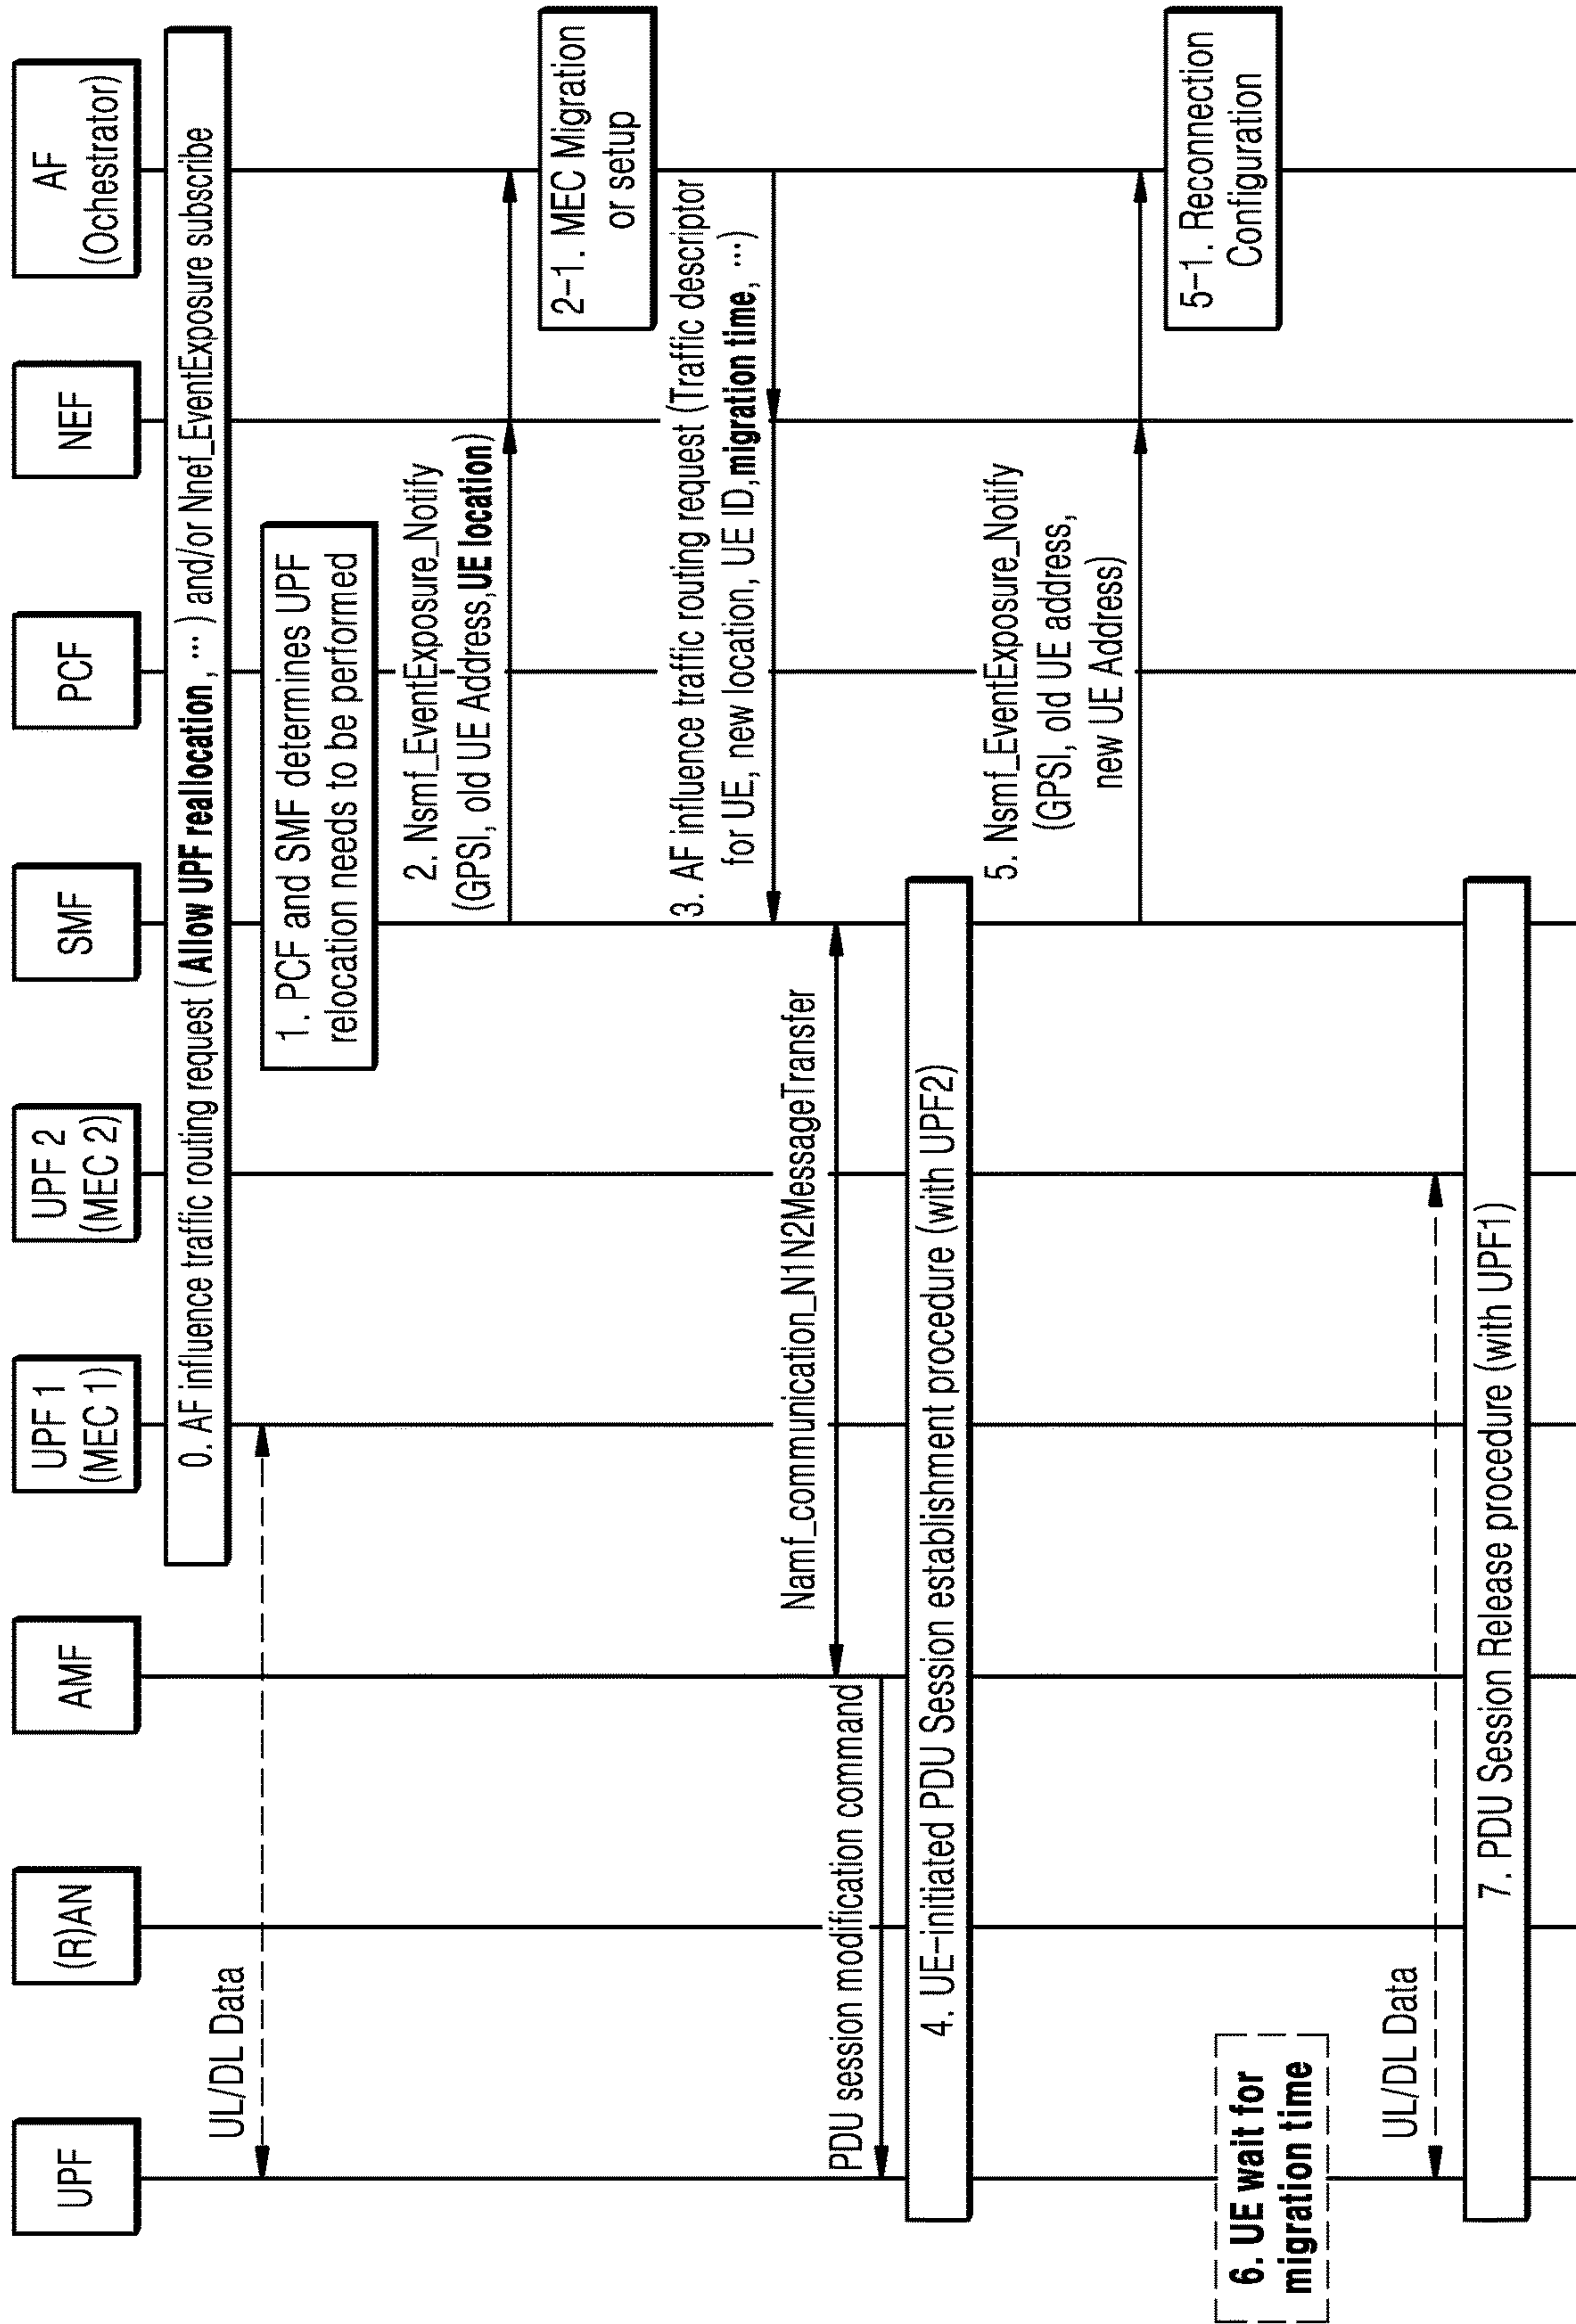 UPF
(R)AN
AMF
UPF 1
(MEC 1)
UPF 2
(MEC 2)
SMF
PCF
NEF
AF
(Ochestrator)
0. AF influence traffic routing request (Allow UPF reallocation, ···) and/or Nnef_EventExposure subscribe
UL/DL Data
1. PCF and SMF determines UPF
relocation needs to be performed
2. Nsmf_EventExposure_Notify
(GPSI, old UE Address,UE location)
2-1. MEC Migration
or setup
3. AF influence traffic routing request (Traffic descriptor
for UE, new location, UE ID,migration time, ···)
Namf_communication_N1N2MessageTransfer
PDU session modification command
4. UE-initiated PDU Session establishment procedure (with UPF2)
5. Nsmf_EventExposure_Notify
(GPSI, old UE address,
new UE Address)
5-1. Reconnection
Configuration
6. UE wait for
migration time
UL/DL Data
7. PDU Session Release procedure (with UPF1)